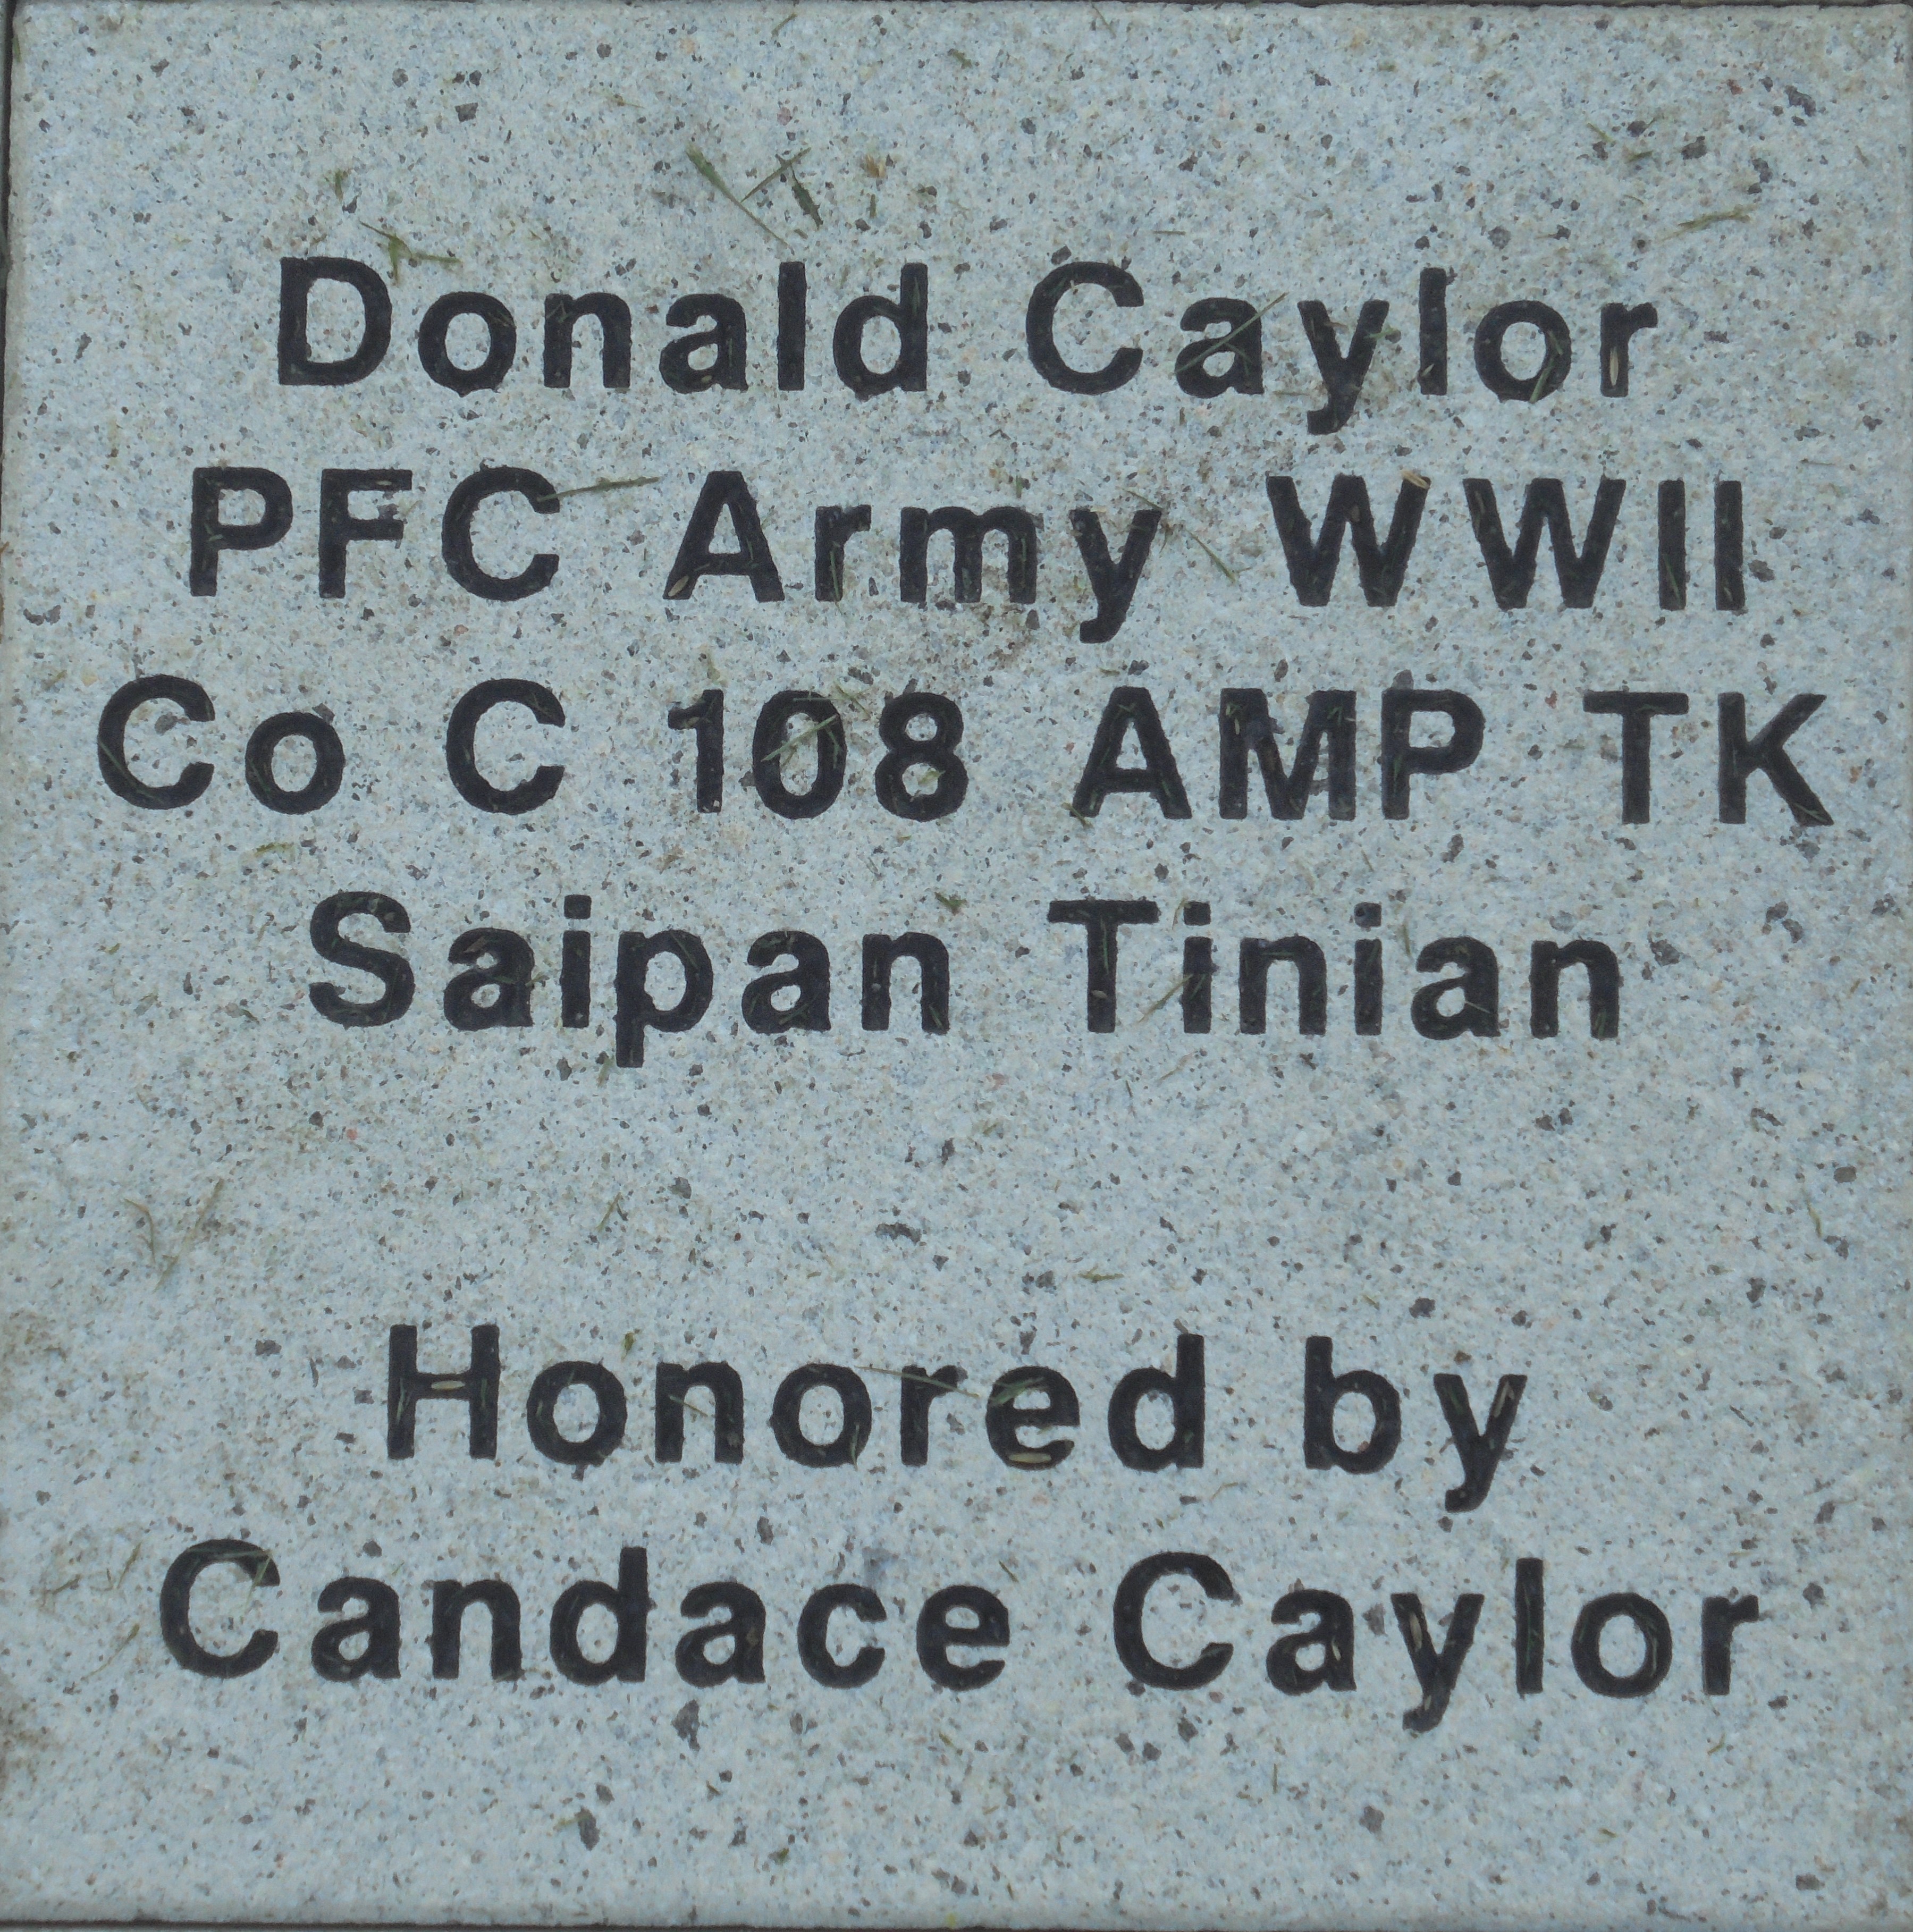 Donald Caylor
PFC Army WWII
Co C 108 AMP TK
Saipan Tinian
Honored by
Candace Caylor